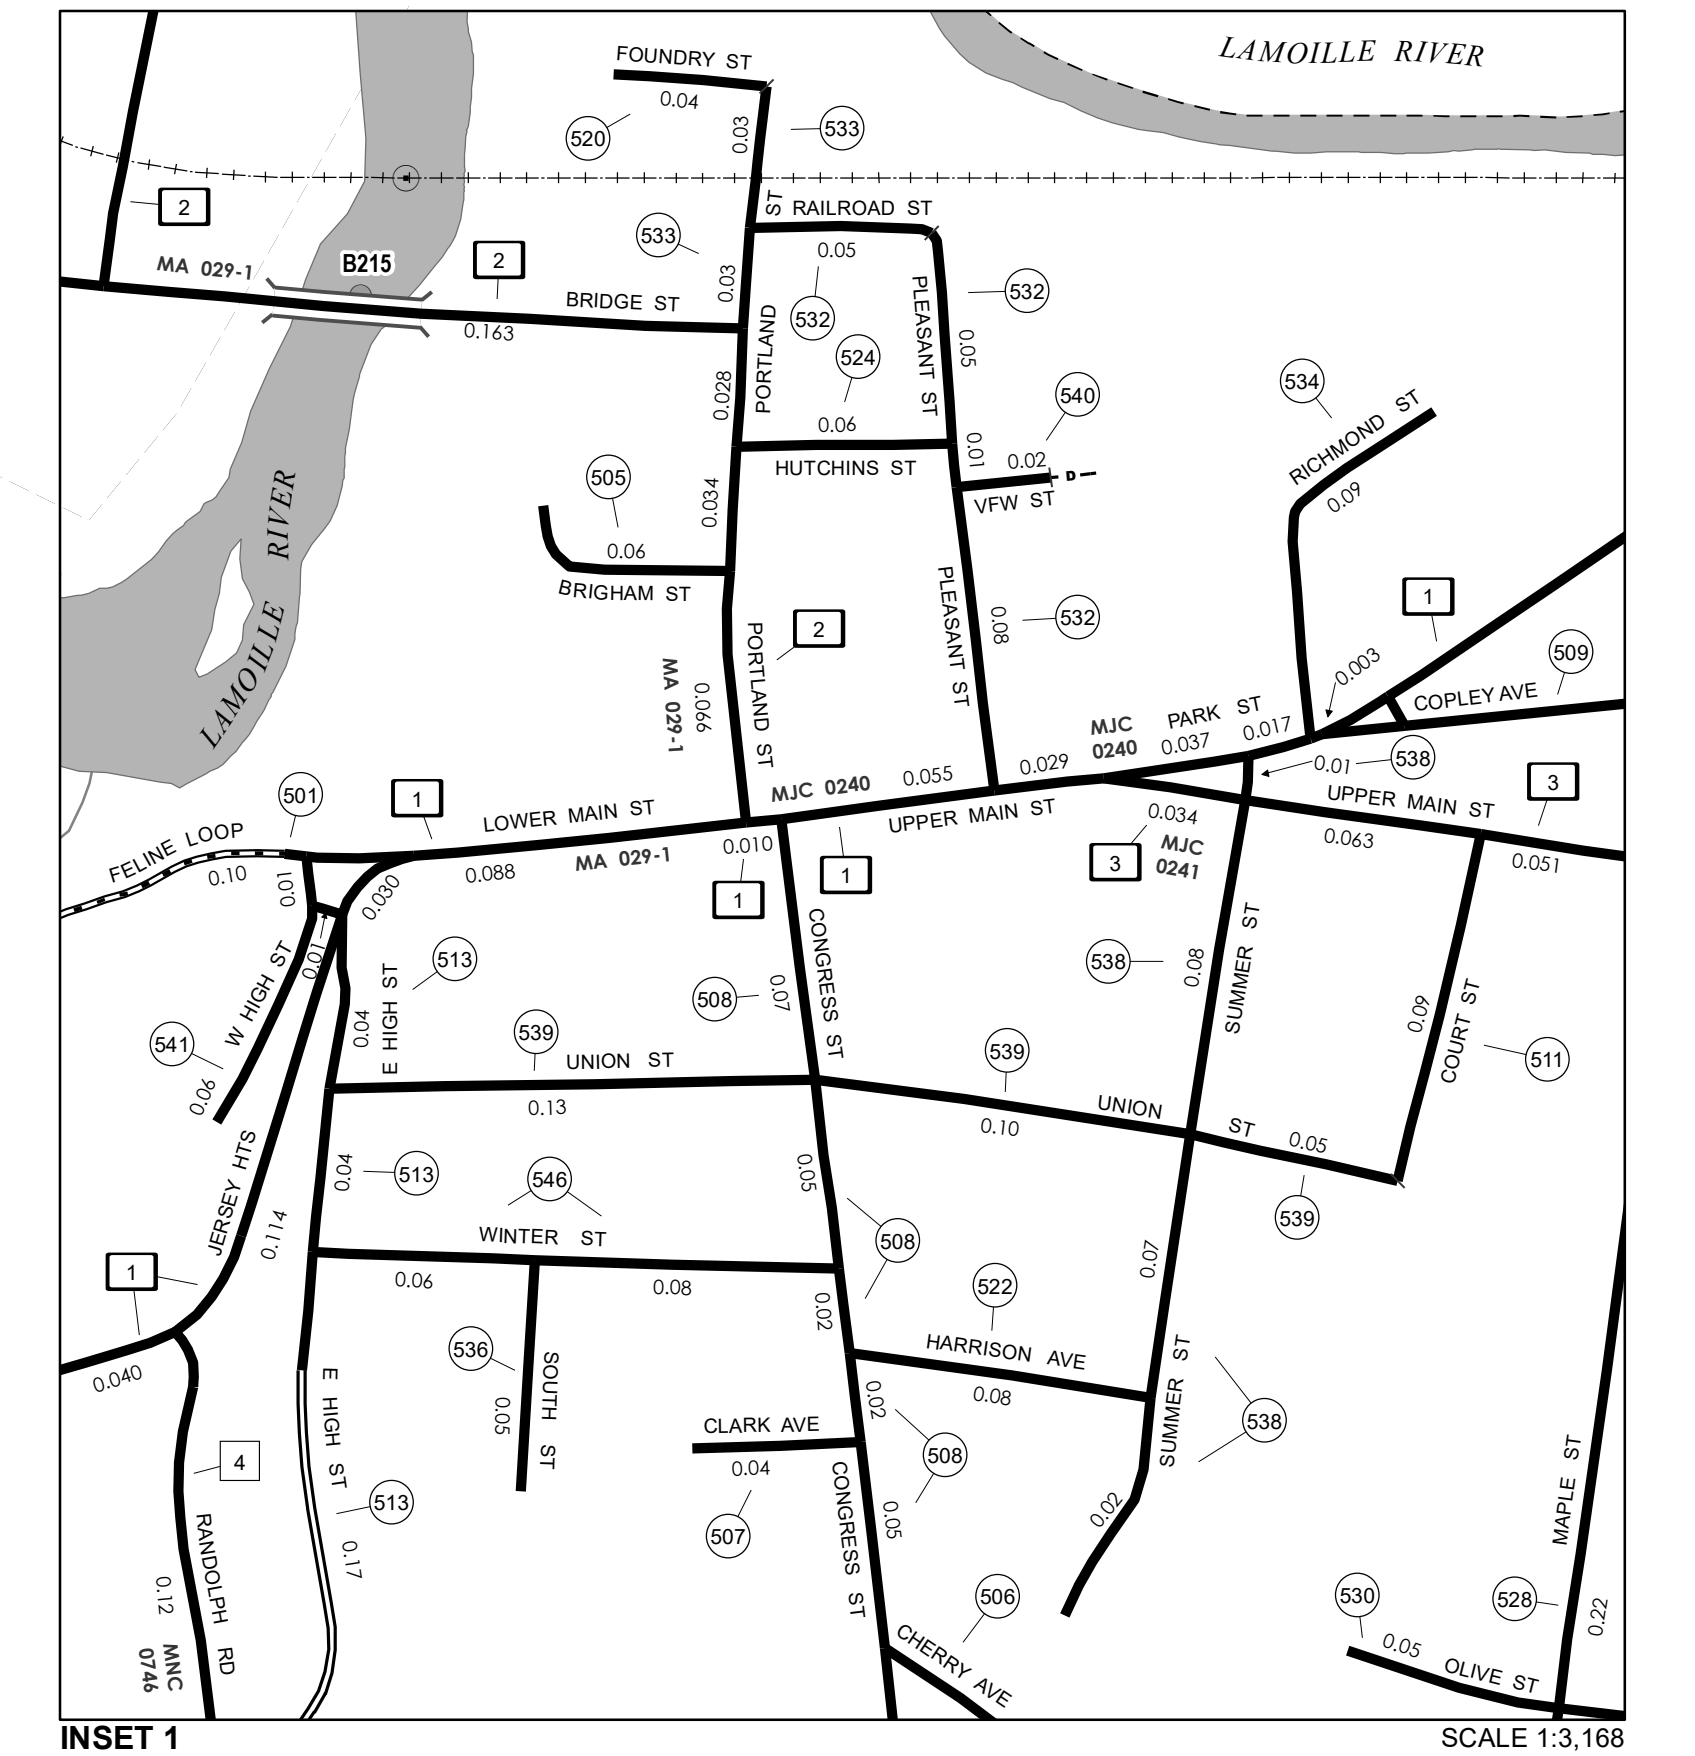 LAMOILLE RIVER
FOUNDRY ST
0.04
520
0.03
533
2
ST
RAILROAD ST
533
0.05
MA 029-1
B215
2
0.03
PLEASANT ST
532
BRIDGE ST
532
0.163
PORTLAND
0.05
524
0.028
534
540
0.06
RICHMOND ST
0.01
0.02
D
HUTCHINS ST
505
0.034
VFW ST
0.09
LAMOILLE RIVER
0.06
BRIGHAM ST
1
PLEASANT ST
0.08
532
PORTLAND ST
2
MA 029-1
0.066
0.003
509
COPLEY AVE
PARK ST
MJC
0240
0.037
0.017
0.01
538
0.029
0.055
MJC 0240
3
501
1
LOWER MAIN ST
UPPER MAIN ST
UPPER MAIN ST
0.034
FELINE LOOP
0.010
0.063
MJC
0241
0.10
0.088
MA 029-1
3
0.051
0.01
0.030
1
1
0.01
W HIGH ST
513
E HIGH ST
CONGRESS ST
508
0.07
538
0.08
SUMMER ST
0.09
COURT ST
541
0.04
539
UNION ST
539
511
0.06
0.13
UNION ST
0.10
0.05
JERSEY HTS
0.04
513
546
0.05
539
0.114
WINTER ST
508
0.07
1
0.06
0.08
0.02
522
HARRISON AVE
0.08
536
SOUTH ST
0.05
0.040
E HIGH ST
0.02
SUMMER ST
538
CLARK AVE
0.04
508
4
CONGRESS ST
513
507
0.05
0.02
MAPLE ST
RANDOLPH RD
0.17
0.12
506
530
528
0.22
MNC
0746
CHERRY AVE
0.05
OLIVE ST
INSET 1
SCALE 1:3,168